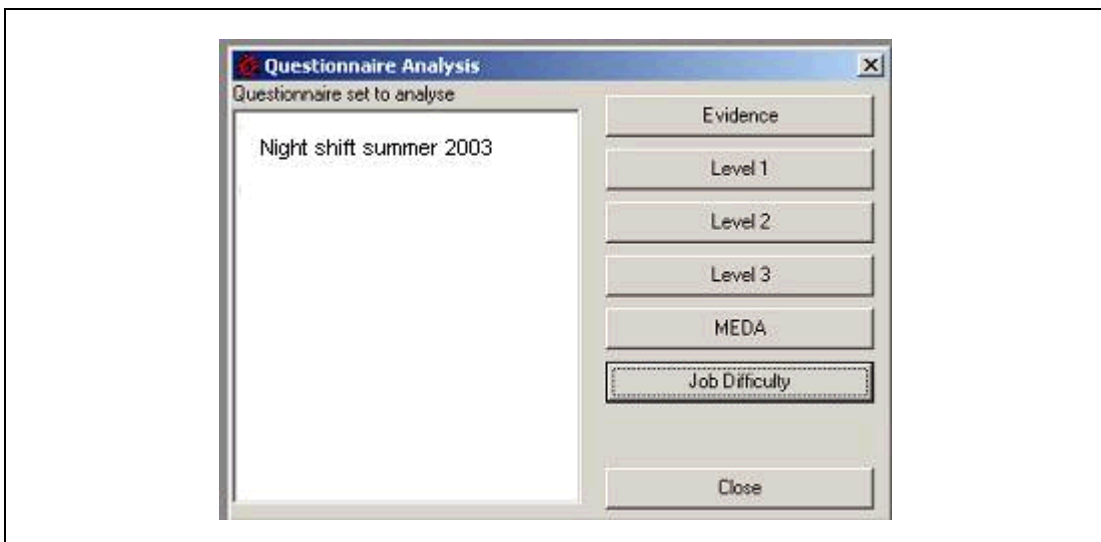 Questionnaire Analysis
Questionnaire set to analyse
Night shift summer 2003
Evidence
Level 1
Level 2
Level 3
MEDA
Job Difficulty
Close